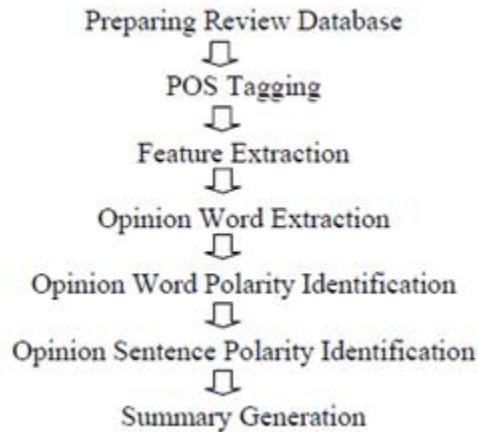 Preparing Review Database
POS Tagging
Feature Extraction
Opinion Word Extraction
Opinion Word Polarity Identification
Opinion Sentence Polarity Identification
Summary Generation